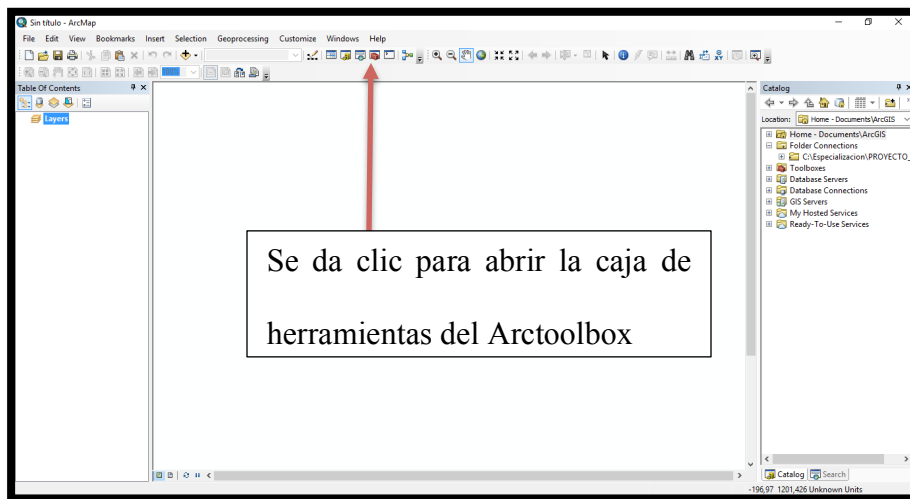 Sin título - ArcMap
File Edit View Bookmarks Insert Selection Geoprocessing Customize Windows Help
Table Of Contents
Layers
Catalog
Location: Home - Documents\ArcGIS
Home - Documents\ArcGIS
Folder Connections
C:\Especializacion\PROYECTO_
Toolboxes
Database Servers
Database Connections
GIS Servers
My Hosted Services
Ready-To-Use Services
Se da clic para abrir la caja de
herramientas del Arctoolbox
Catalog Search
-196,97 1201,426 Unknown Units